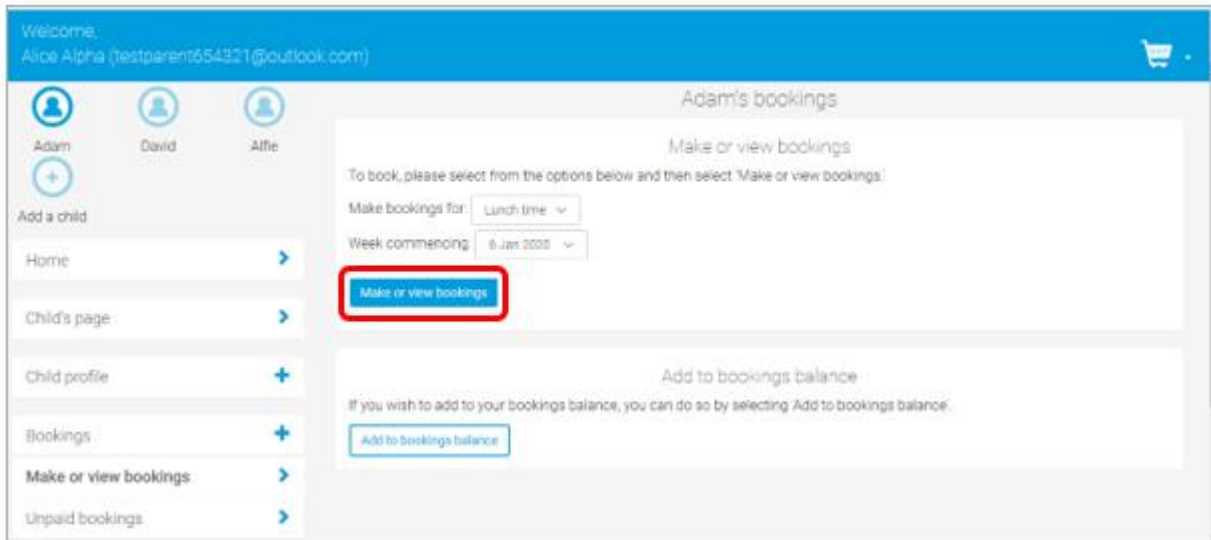 Welcome,
Alice Alpha (testparent654321@outlook.com)
Adam
David
Alfie
Add a child
Home
Child's page
Child profile
Bookings
Make or view bookings
Unpaid bookings
Adam's bookings
Make or view bookings
To book, please select from the options below and then select 'Make or view bookings.'
Make bookings for: Lunch time
Week commencing: 6 Jan 2020
Make or view bookings
Add to bookings balance
If you wish to add to your bookings balance, you can do so by selecting 'Add to bookings balance'.
Add to bookings balance